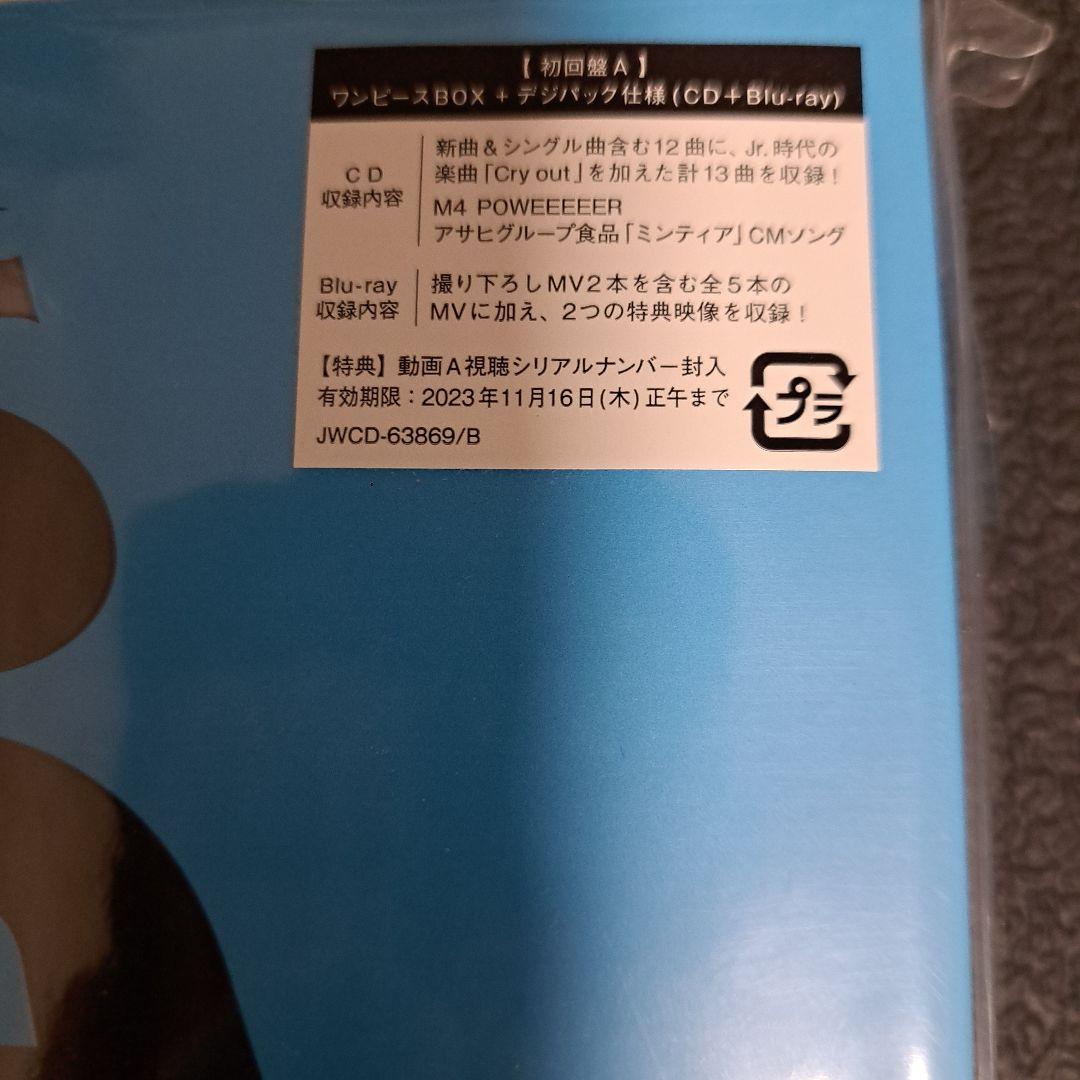 【初回盤A】
ワンピースBOX + デジパック仕様(CD+Blu-ray)
CD
収録内容
新曲&シングル曲含む12曲に、Jr.時代の
楽曲「Cry out」を加えた計13曲を収録!
M4 POWEEEEER
アサヒグループ食品「ミンティア」CMソング
Blu-ray
収録内容
撮り下ろしMV2本を含む全5本の
MVに加え、2つの特典映像を収録!
【特典】動画A視聴シリアルナンバー封入
有効期限:2023年11月16日(木)正午まで
JWCD-63869/B
プラ